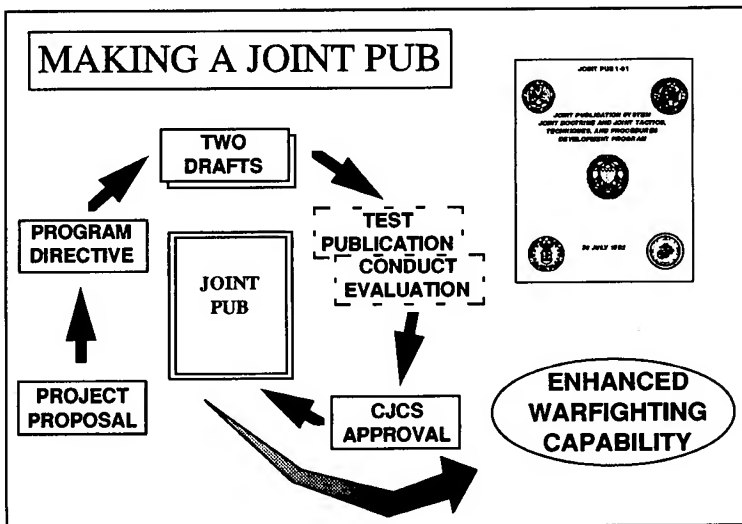 MAKING A JOINT PUB
JOINT PUB 1-01
JOINT PUBLICATION SYSTEM
JOINT DOCTRINE AND JOINT TACTICS,
TECHNIQUES, AND PROCEDURES
DEVELOPMENT PROGRAM
30 JULY 1992
TWO
DRAFTS
TEST
PUBLICATION
CONDUCT
EVALUATION
PROGRAM
DIRECTIVE
JOINT
PUB
PROJECT
PROPOSAL
CJCS
APPROVAL
ENHANCED
WARFIGHTING
CAPABILITY